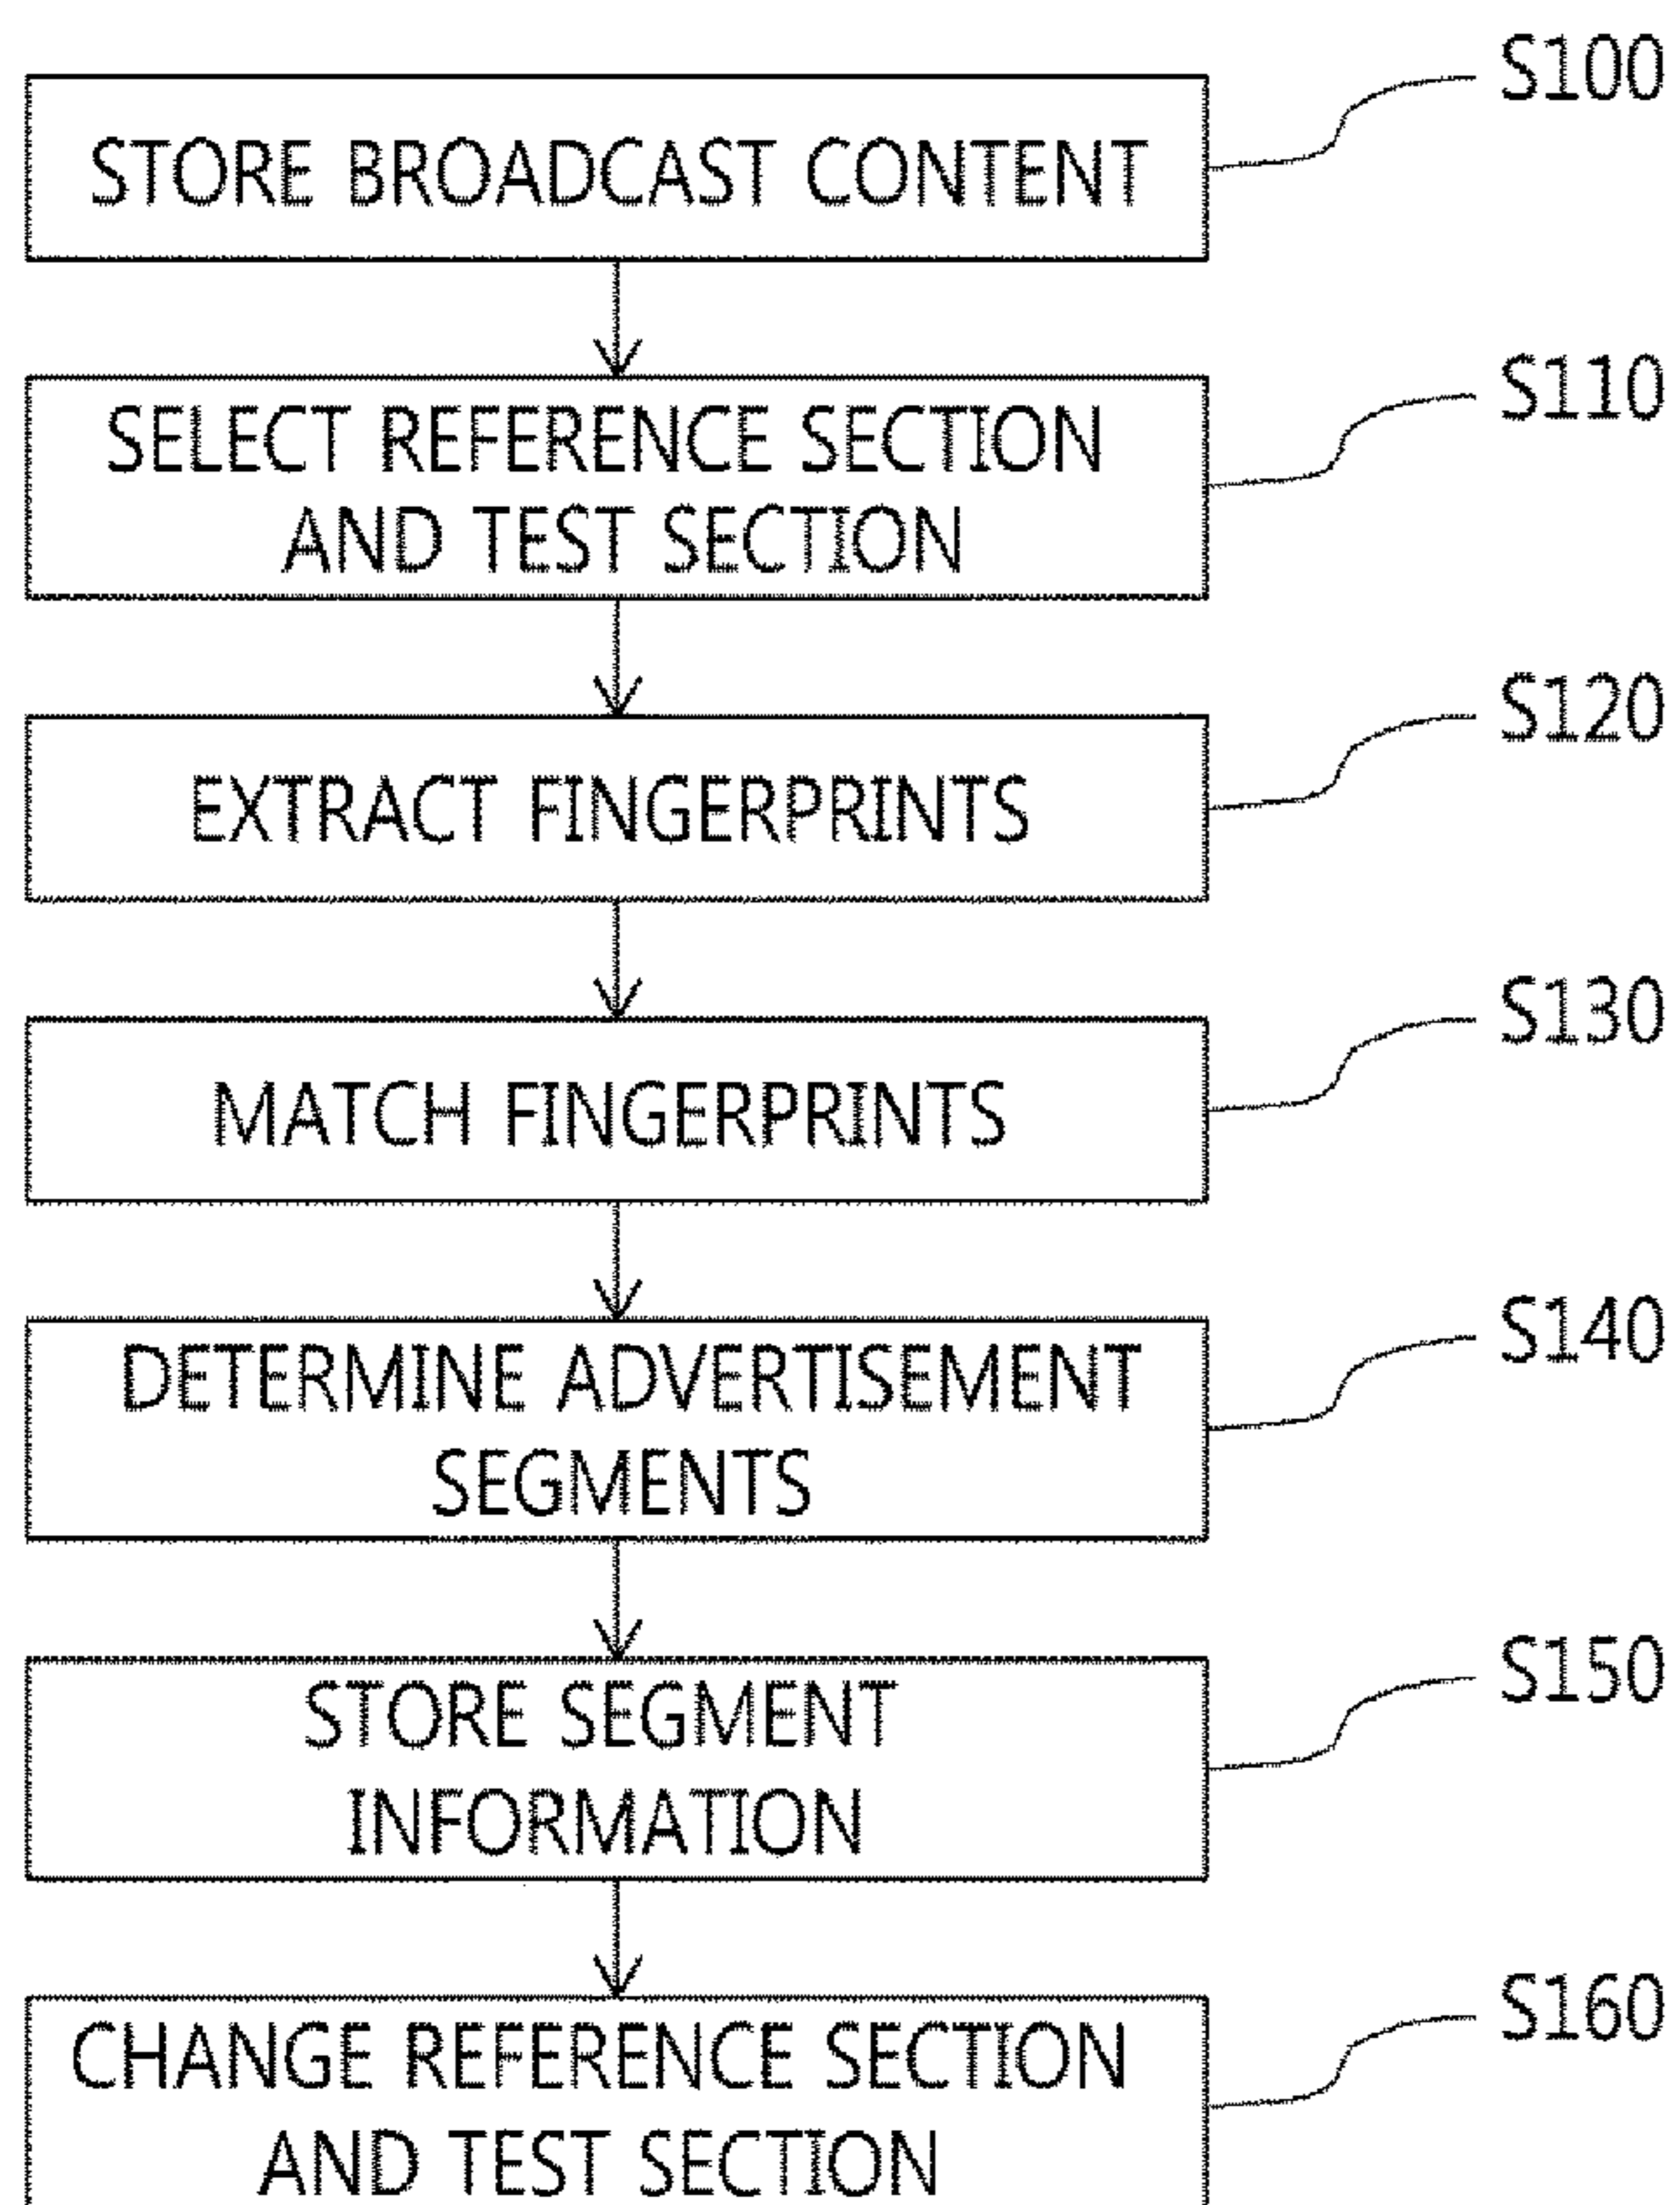 S100
STORE BROADCAST CONTENT
S110
SELECT REFERENCE SECTION
AND TEST SECTION
S120
EXTRACT FINGERPRINTS
S130
MATCH FINGERPRINTS
S140
DETERMINE ADVERTISEMENT
SEGMENTS
S150
STORE SEGMENT
INFORMATION
S160
CHANGE REFERENCE SECTION
AND TEST SECTION